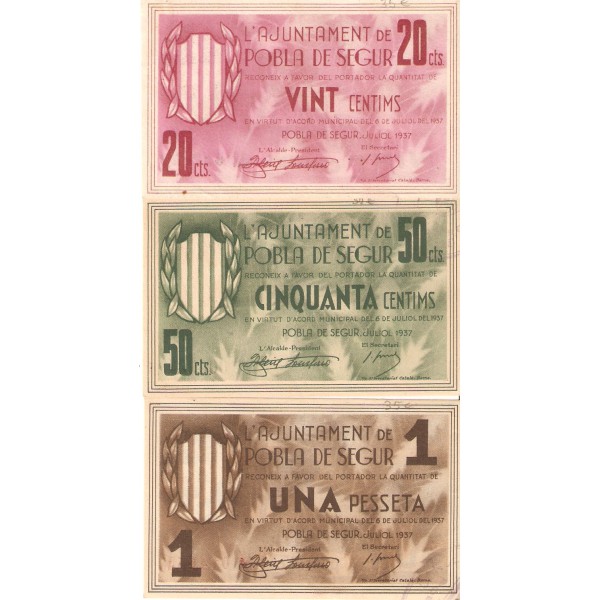 35€
L'AJUNTAMENT DE
POBLA DE SEGUR
20 cts.
RECONEIX A FAVOR DEL PORTADOR LA QUANTITAT DE
VINT CENTIMS
EN VIRTUT D'ACORD MUNICIPAL DEL 6 DE JULIOL DEL 1937
POBLA DE SEGUR, JULIOL 1937
L'Alcalde-President
El Secretari
20 cts.
L'AJUNTAMENT DE
POBLA DE SEGUR
50 cts.
RECONEIX A FAVOR DEL PORTADOR LA QUANTITAT DE
CINQUANTA CENTIMS
EN VIRTUT D'ACORD MUNICIPAL DEL 6 DE JULIOL DEL 1937
POBLA DE SEGUR, JULIOL 1937
L'Alcalde-President
El Secretari
50 cts.
35€
L'AJUNTAMENT DE
POBLA DE SEGUR
1
RECONEIX A FAVOR DEL PORTADOR LA QUANTITAT DE
UNA PESSETA
EN VIRTUT D'ACORD MUNICIPAL DEL 6 DE JULIOL DEL 1937
POBLA DE SEGUR, JULIOL 1937
L'Alcalde-President
El Secretari
1